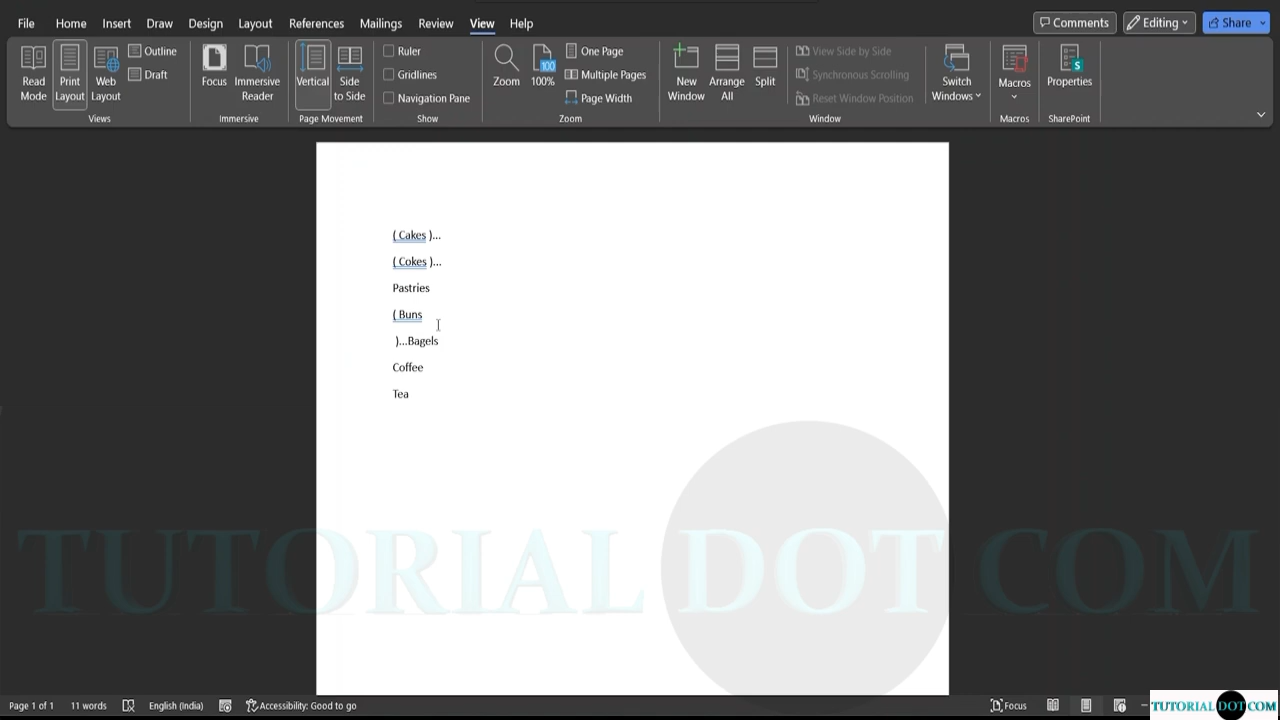 File Home Insert Draw Design Layout References Mailings Review View Help Comments Editing Share
Read Mode Print Layout Web Layout Outline Draft
Views
Focus Immersive Reader
Immersive
Vertical Side to Side
Page Movement
Ruler
Gridlines
Navigation Pane
Show
Zoom 100% One Page
Multiple Pages
Page Width
Zoom
New Window Arrange All Split
View Side by Side
Synchronous Scrolling
Reset Window Position
Switch Windows
Window
Macros
Macros
Properties
SharePoint
( Cakes )...
( Cokes )...
Pastries
( Buns
)...Bagels
Coffee
Tea
TUTORIAL DOT COM
Page 1 of 1 11 words English (India) Accessibility: Good to go Focus
TUTORIAL DOT COM